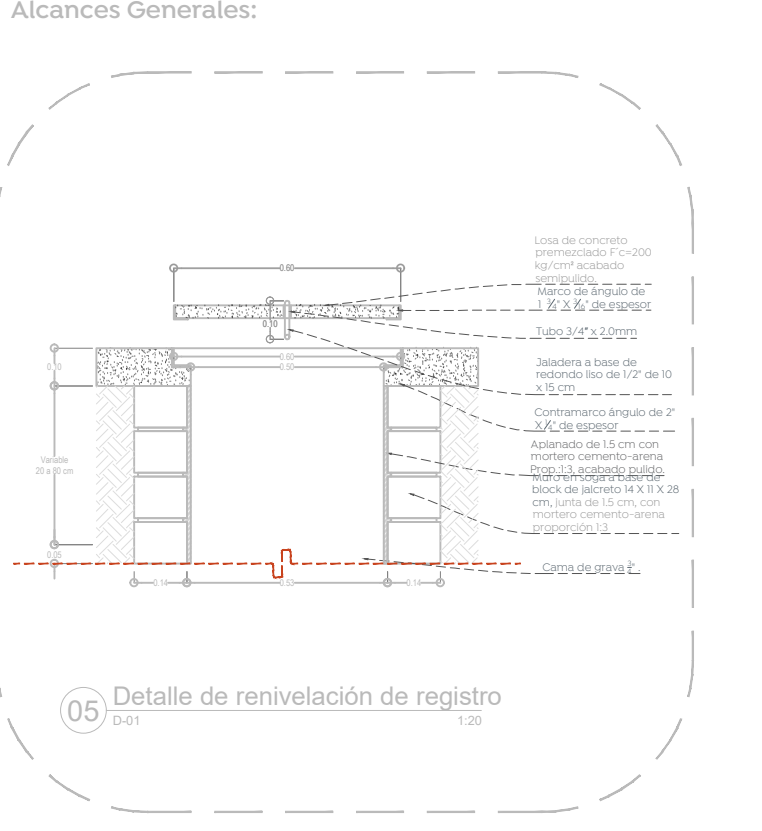 Alcances Generales:
Losa de concreto
premezclado F´c=200
kg/cm² acabado
semipulido.
Marco de ángulo de
1 3/4" X 3/16" de espesor
Tubo 3/4" x 2.0mm
Jaladera a base de
redondo liso de 1/2" de 10
x 15 cm
Contramarco ángulo de 2"
X 1/4" de espesor
Aplanado de 1.5 cm con
mortero cemento-arena
Prop.:1:3, acabado pulido.
Muro en soga a base de
block de jalcreto 14 X 11 X 28
cm, junta de 1.5 cm, con
mortero cemento-arena
proporción 1:3
Cama de grava 3/4" .
0.60
0.10
0.60
0.50
0.10
Variable
20 a 80 cm
0.05
0.14
0.53
0.14
05
Detalle de renivelación de registro
D-01
1:20